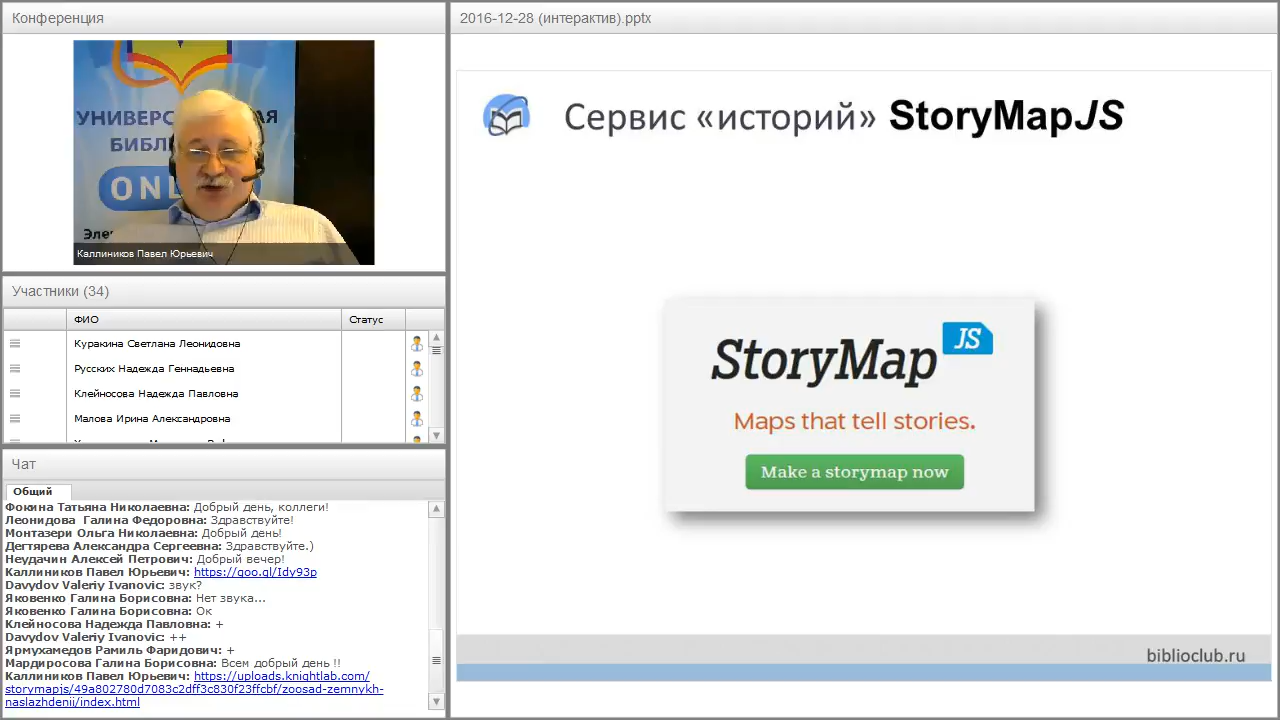 Конференция
УНИВЕРС
АЯ
БИБЛ
ONL
Эле
Каллиников Павел Юрьевич
Участники (34)
ФИО
Статус
Куракина Светлана Леонидовна
Русских Надежда Геннадьевна
Клейносова Надежда Павловна
Малова Ирина Александровна
Чат
Общий
Фокина Татьяна Николаевна: Добрый день, коллеги!
Леонидова Галина Федоровна: Здравствуйте!
Монтазери Ольга Николаевна: Добрый день!
Дегтярева Александра Сергеевна: Здравствуйте.)
Неудачин Алексей Петрович: Добрый вечер!
Каллиников Павел Юрьевич: https://goo.gl/Idy93p
Davydov Valeriy Ivanovic: звук?
Яковенко Галина Борисовна: Нет звука...
Яковенко Галина Борисовна: Ок
Клейносова Надежда Павловна: +
Davydov Valeriy Ivanovic: ++
Ярмухамедов Рамиль Фаридович: +
Мардиросова Галина Борисовна: Всем добрый день !!
Каллиников Павел Юрьевич: https://uploads.knightlab.com/
storymapjs/49a802780d7083c2dff3c830f23ffcbf/zoosad-zemnykh-
naslazhdenii/index.html
2016-12-28 (интерактив).pptx
Сервис «историй» StoryMapJS
StoryMap JS
Maps that tell stories.
Make a storymap now
biblioclub.ru